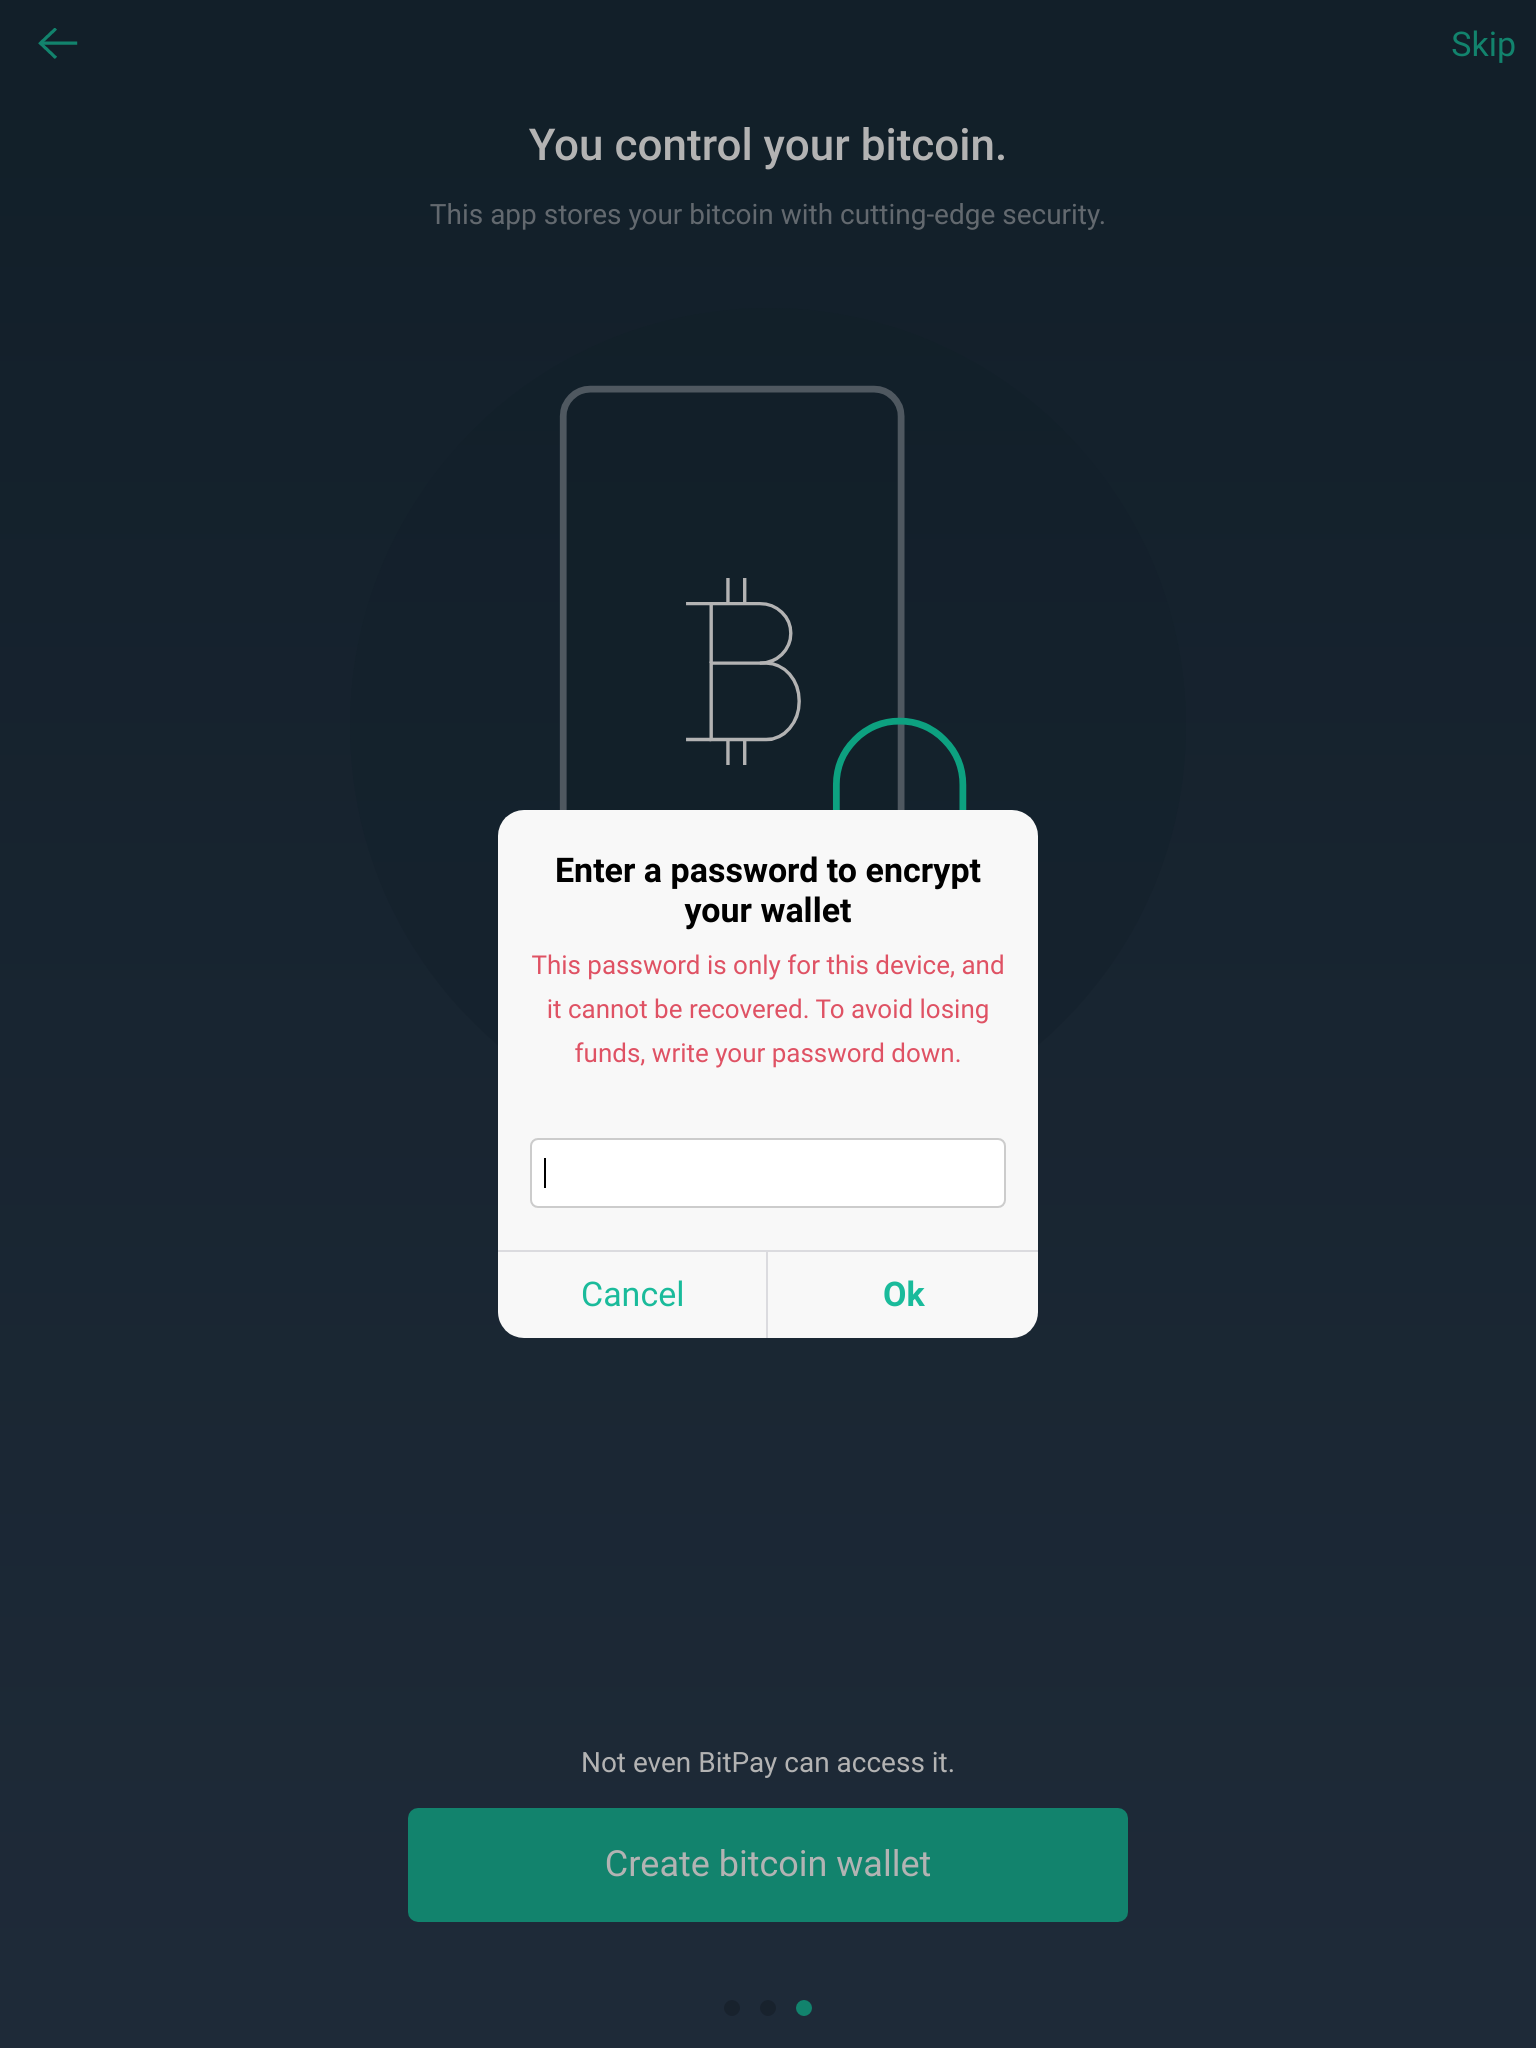 Skip
You control your bitcoin.
This app stores your bitcoin with cutting-edge security.
Enter a password to encrypt
your wallet
This password is only for this device, and
it cannot be recovered. To avoid losing
funds, write your password down.
Cancel
Ok
Not even BitPay can access it.
Create bitcoin wallet